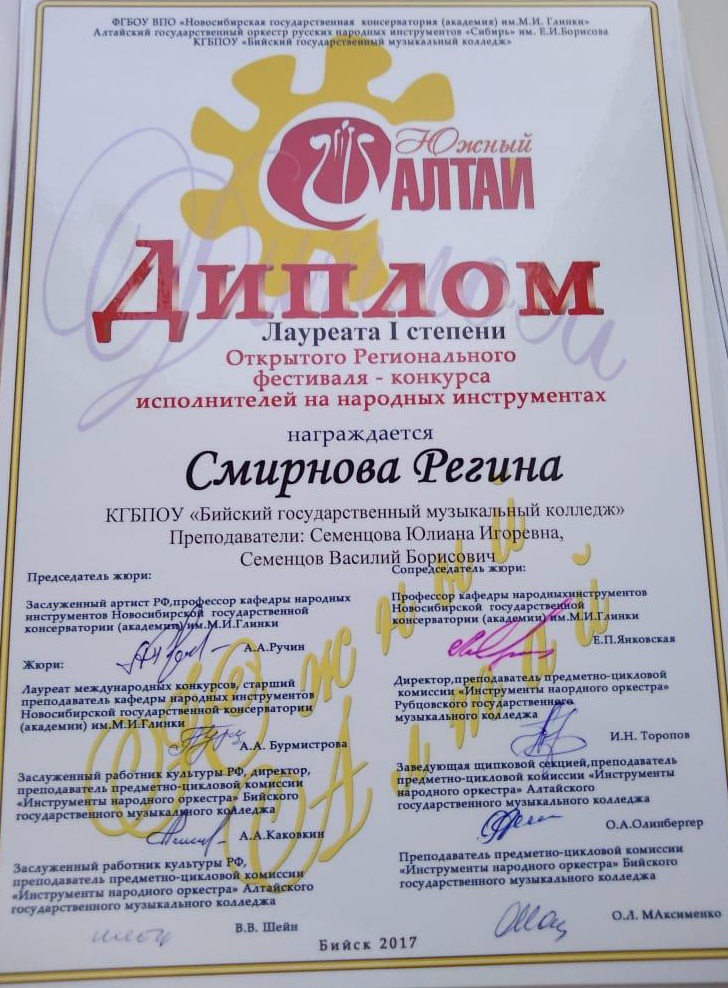 ФГБОУ ВПО «Новосибирская государственная консерватория (академия) им.М.И. Глинки»
Алтайский государственный оркестр русских народных инструментов «Сибирь» им. Е.И.Борисова
КГБПОУ «Бийский государственный музыкальный колледж»
Южный
АЛТАЙ
Диплом
Диплом
Лауреата I степени
Открытого Регионального
фестиваля - конкурса
исполнителей на народных инструментах
награждается
Смирнова Регина
КГБПОУ «Бийский государственный музыкальный колледж»
Преподаватели: Семенцова Юлиана Игоревна,
Семенцов Василий Борисович
Южный
Алтай
Председатель жюри:
Заслуженный артист РФ,профессор кафедры народных
инструментов Новосибирской государственной
консерватории (академии) им.М.И.Глинки
А.А.Ручин
Жюри:
Лауреат международных конкурсов, старший
преподаватель кафедры народных инструментов
Новосибирской государственной консерватории
(академии) им.М.И.Глинки
А.А. Бурмистрова
Заслуженный работник культуры РФ, директор,
преподаватель предметно-цикловой комиссии
«Инструменты народного оркестра» Бийского
государственного музыкального колледжа
А.А.Каковкин
Заслуженный работник культуры РФ,
преподаватель предметно-цикловой комиссии
«Инструменты народного оркестра» Алтайского
государственного музыкального колледжа
В.В. Шейн
Сопредседатель жюри:
Профессор кафедры народныхинструментов
Новосибирской государственной
консерватории (академии) им.М.И.Глинки
Е.П.Янковская
Директор,преподаватель предметно-цикловой
комиссии «Инструменты наордного оркестра»
Рубцовского государственного
музыкального колледжа
И.Н. Торопов
Заведующая щипковой секцией,преподаватель
предметно-цикловой комиссии «Инструменты
народного оркестра» Алтайского
государственного музыкального колледжа
О.А.Олинбергер
Преподаватель предметно-цикловой комиссии
«Инструменты народного оркестра» Бийского
государственного музыкального колледжа
О.Л. МАксименко
Бийск 2017